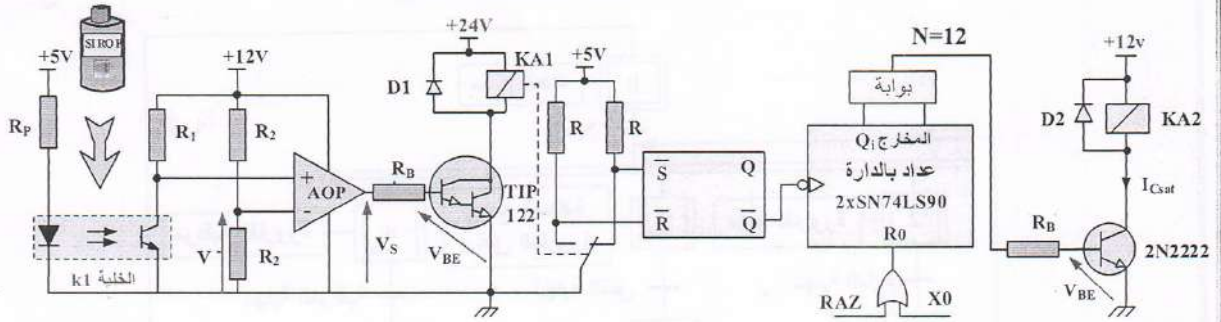 +5V
SIROP
RP
+12v
R1
R2
R2
V-
الخلية k1
+
-
AOP
VS
RB
VBE
+24V
D1
KA1
TIP
122
+5V
R
R
S̅
R̅
Q
Q̅
N=12
بوابة
المخارج Qi
عداد بالدارة
2xSN74LS90
R0
RAZ
X0
RB
VBE
+12v
D2
KA2
ICsat
2N2222